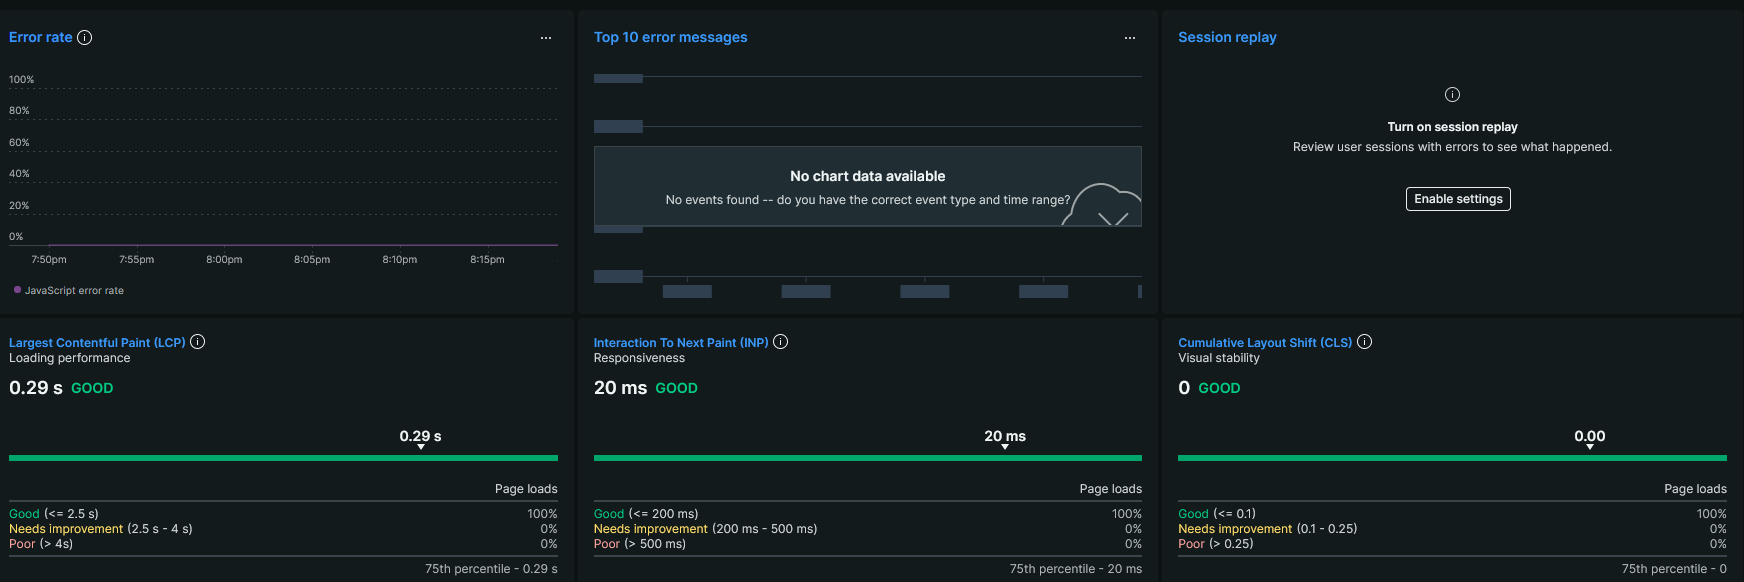 Error rate
...
100%
80%
60%
40%
20%
0%
7:50pm 7:55pm 8:00pm 8:05pm 8:10pm 8:15pm
JavaScript error rate
Top 10 error messages
...
No chart data available
No events found -- do you have the correct event type and time range?
Session replay
Turn on session replay
Review user sessions with errors to see what happened.
Enable settings
Largest Contentful Paint (LCP)
Loading performance
0.29 s GOOD
0.29 s
Page loads
Good (<= 2.5 s) 100%
Needs improvement (2.5 s - 4 s) 0%
Poor (> 4s) 0%
75th percentile - 0.29 s
Interaction To Next Paint (INP)
Responsiveness
20 ms GOOD
20 ms
Page loads
Good (<= 200 ms) 100%
Needs improvement (200 ms - 500 ms) 0%
Poor (> 500 ms) 0%
75th percentile - 20 ms
Cumulative Layout Shift (CLS)
Visual stability
0 GOOD
0.00
Page loads
Good (<= 0.1) 100%
Needs improvement (0.1 - 0.25) 0%
Poor (> 0.25) 0%
75th percentile - 0